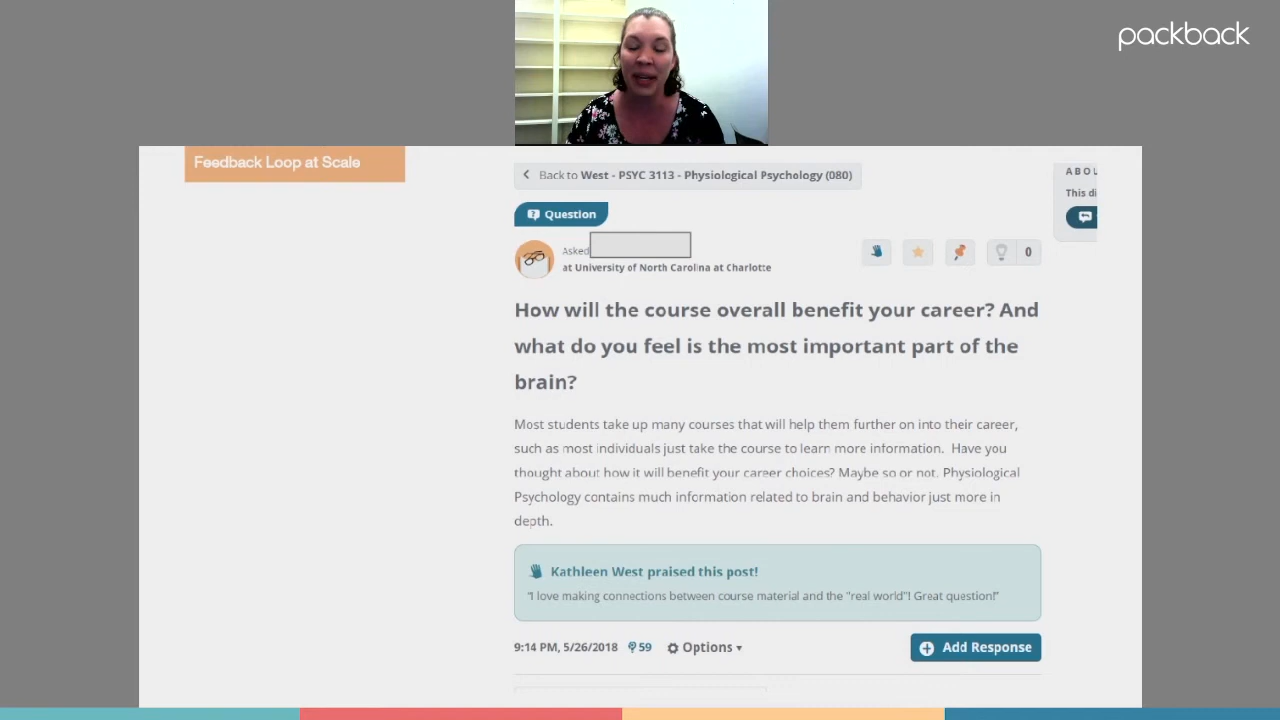 packback
Feedback Loop at Scale
Back to West - PSYC 3113 - Physiological Psychology (080)
ABOU
This di
Question
Asked
at University of North Carolina at Charlotte
0
How will the course overall benefit your career? And
what do you feel is the most important part of the
brain?
Most students take up many courses that will help them further on into their career,
such as most individuals just take the course to learn more information. Have you
thought about how it will benefit your career choices? Maybe so or not. Physiological
Psychology contains much information related to brain and behavior just more in
depth.
Kathleen West praised this post!
"I love making connections between course material and the "real world"! Great question!"
9:14 PM, 5/26/2018 59 Options
Add Response